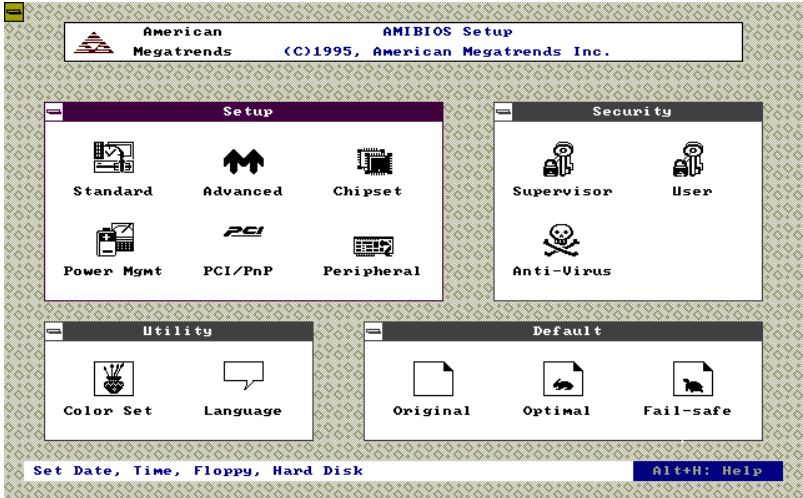 American
Megatrends
AMIBIOS Setup
(C)1995, American Megatrends Inc.
Setup
Standard Advanced Chipset
PCI
Power Mgmt PCI/PnP Peripheral
Security
Supervisor User
Anti-Virus
Utility
Color Set Language
Default
Original Optimal Fail-safe
Set Date, Time, Floppy, Hard Disk
Alt+H: Help